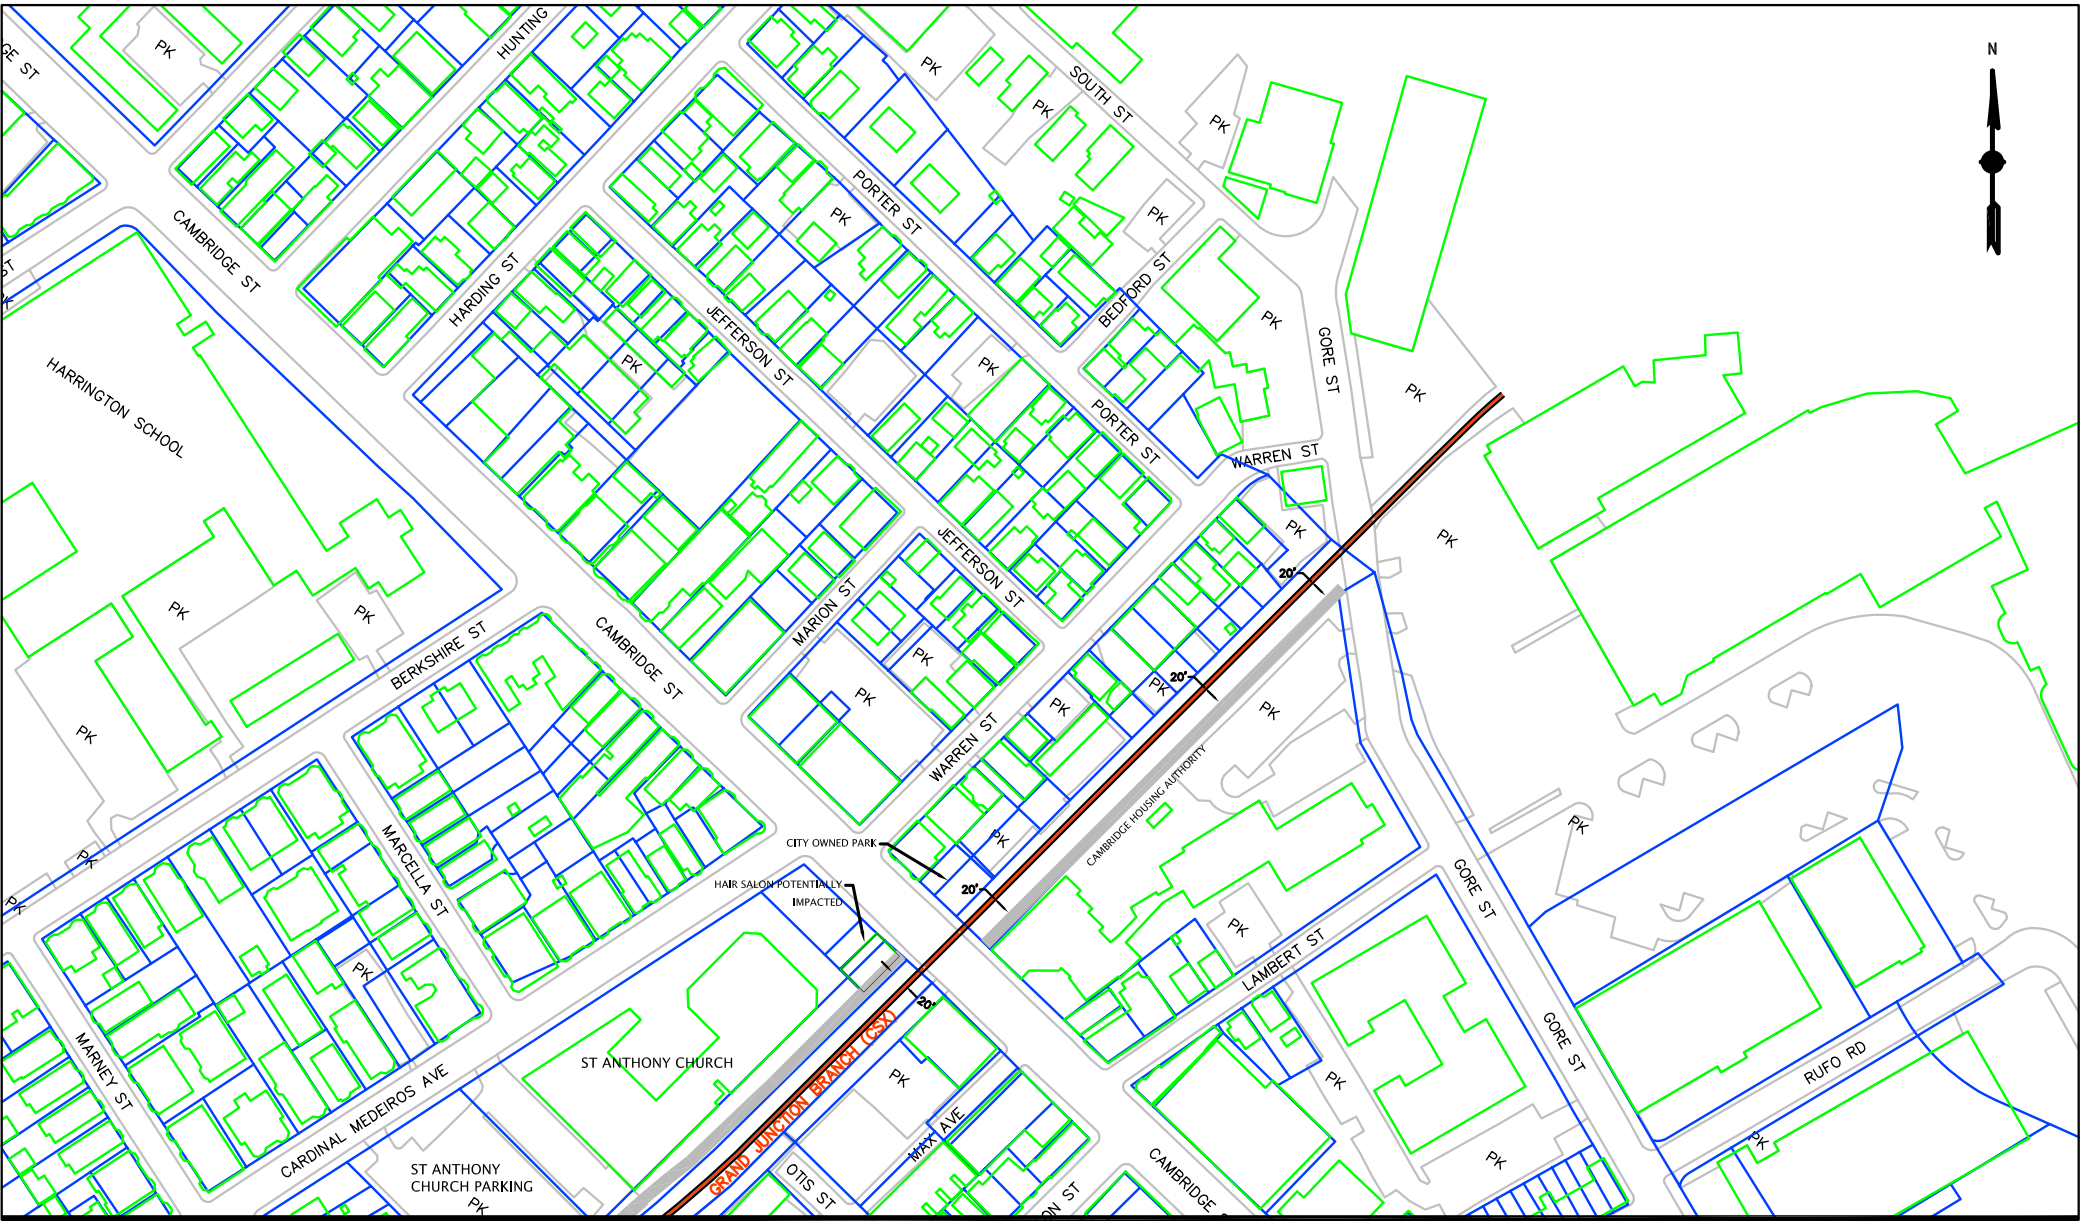 N
GE ST
PK
HUNTING
PK
SOUTH ST
PK
PK
CAMBRIDGE ST
PORTER ST
PK
PK
HARDING ST
BEDFORD ST
ST
PK
JEFFERSON ST
PK
GORE ST
HARRINGTON SCHOOL
PK
PK
PK
PORTER ST
WARREN ST
PK
PK
20'
JEFFERSON ST
MARION ST
PK
PK
BERKSHIRE ST
CAMBRIDGE ST
PK
PK
20'
PK
PK
PK
PK
WARREN ST
CAMBRIDGE HOUSING AUTHORITY
PK
PK
CITY OWNED PARK
PK
MARCELLA ST
HAIR SALON POTENTIALLY
IMPACTED
20'
GORE ST
PK
PK
LAMBERT ST
PK
20'
GRAND JUNCTION BRANCH (CSX)
GORE ST
ST ANTHONY CHURCH
PK
PK
RUFO RD
MARNEY ST
CARDINAL MEDEIROS AVE
MAX AVE
PK
PK
ST ANTHONY
CHURCH PARKING
PK
OTIS ST
CAMBRIDGE
ON ST